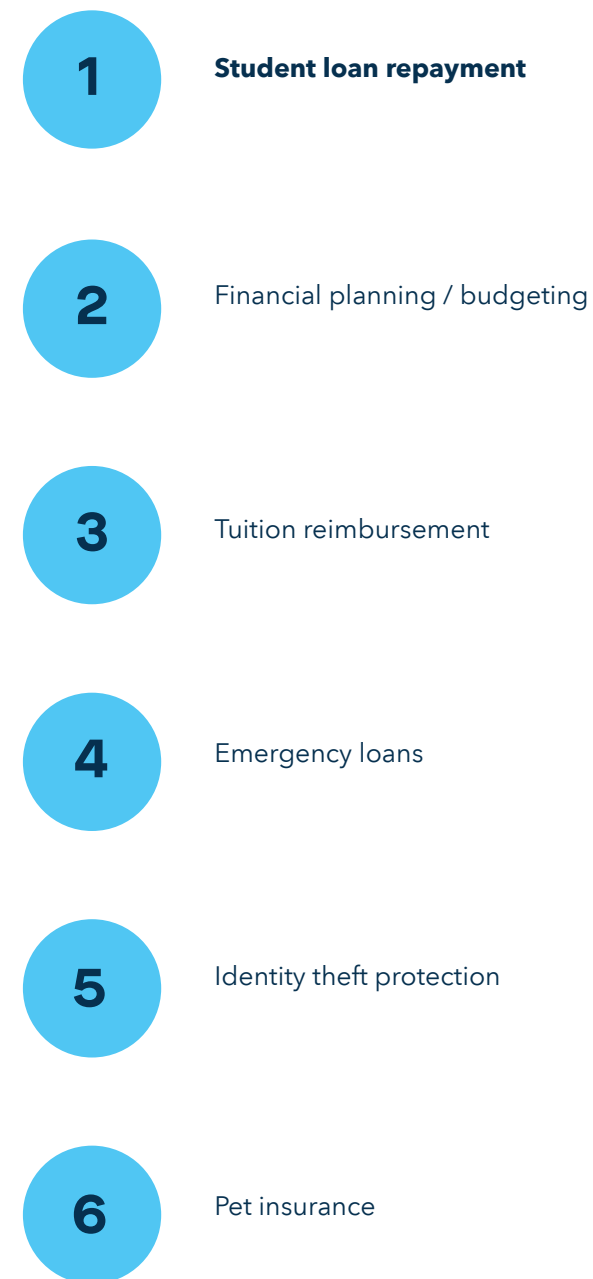 1 Student loan repayment
2 Financial planning / budgeting
3 Tuition reimbursement
4 Emergency loans
5 Identity theft protection
6 Pet insurance